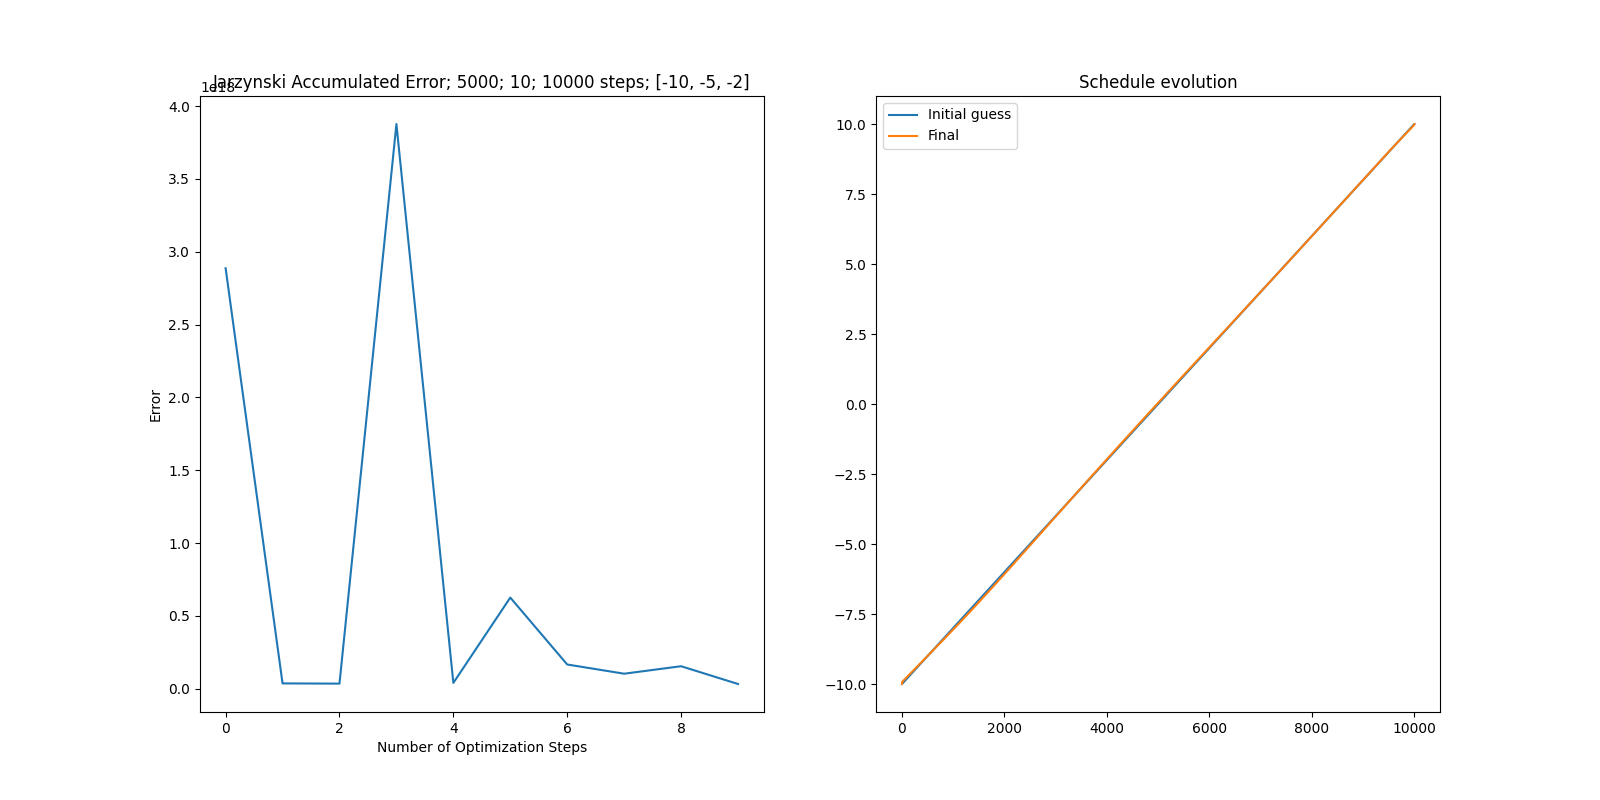 Jarzynski Accumulated Error; 5000; 10; 10000 steps; [-10, -5, -2]
1e18
4.0
3.5
3.0
2.5
2.0
1.5
1.0
0.5
0.0
Error
0 2 4 6 8
Number of Optimization Steps
Schedule evolution
Initial guess
Final
10.0
7.5
5.0
2.5
0.0
−2.5
−5.0
−7.5
−10.0
0 2000 4000 6000 8000 10000